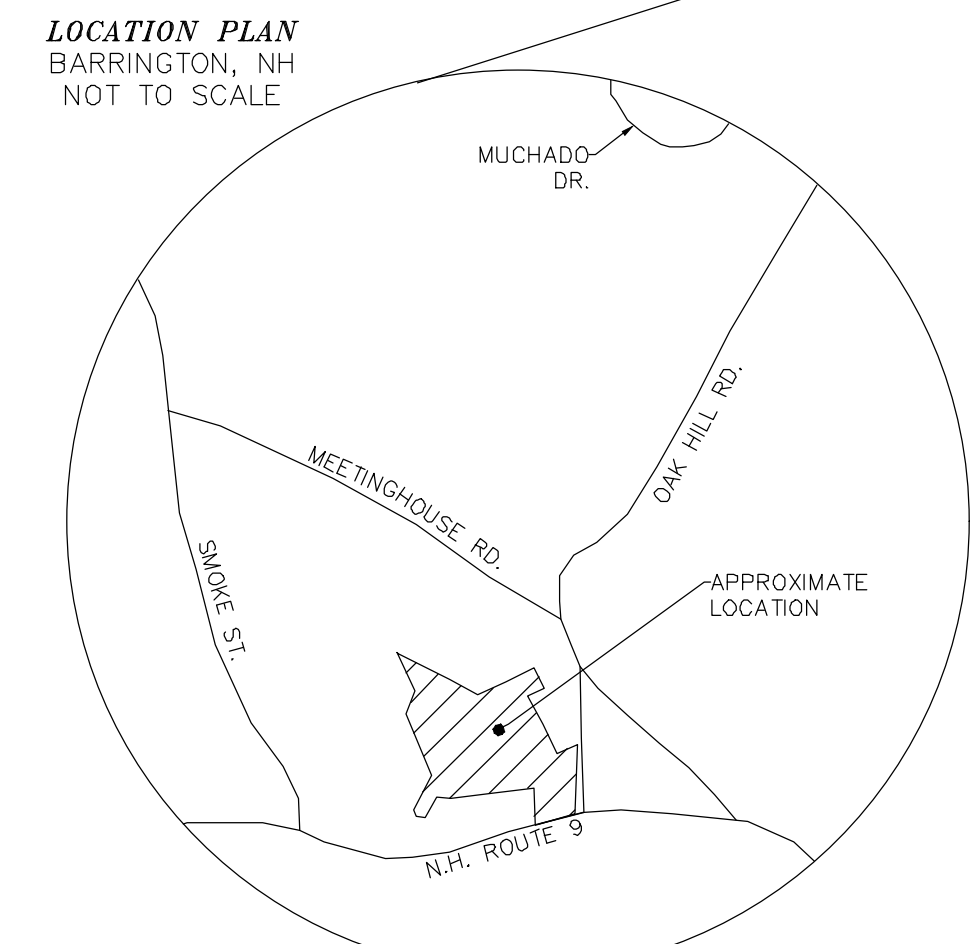 LOCATION PLAN
BARRINGTON, NH
NOT TO SCALE
MUCHADO
DR.
OAK HILL RD.
MEETINGHOUSE RD.
SMOKE ST.
APPROXIMATE
LOCATION
N.H. ROUTE 9